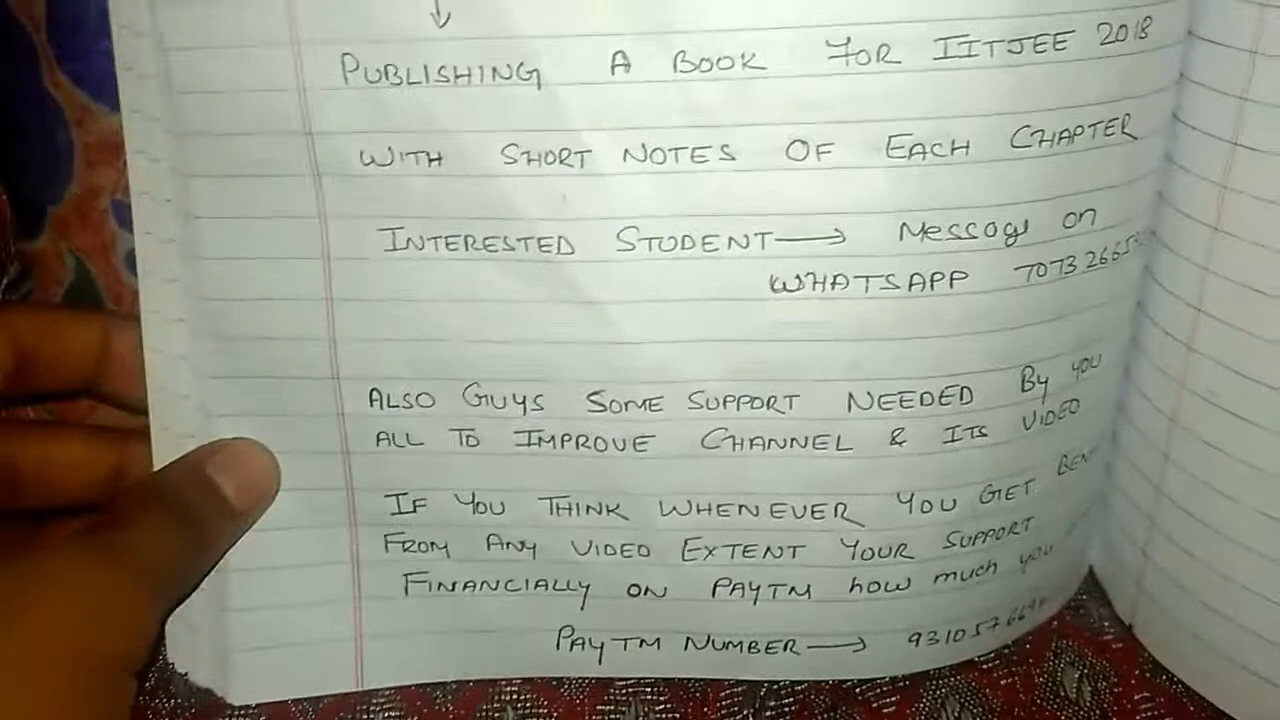 ↓
PUBLISHING A BOOK FOR IITJEE 2018
WITH SHORT NOTES OF EACH CHAPTER
INTERESTED STUDENT → Message on
WHATSAPP
ALSO GUYS SOME SUPPORT NEEDED By you
ALL TO IMPROVE CHANNEL & ITS VIDEO
IF YOU THINK WHENEVER YOU GET
FROM ANY VIDEO EXTENT YOUR SUPPORT
FINANCIALLY ON PAYTM how much you
PAYTM NUMBER →